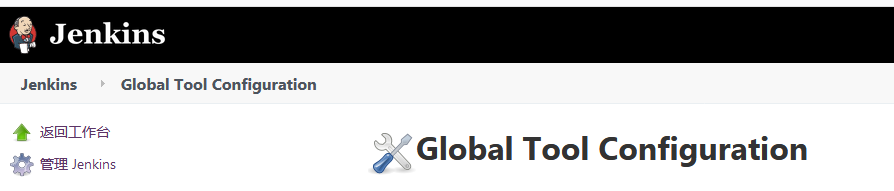 Jenkins
Jenkins Global Tool Configuration
返回工作台
管理 Jenkins
Global Tool Configuration